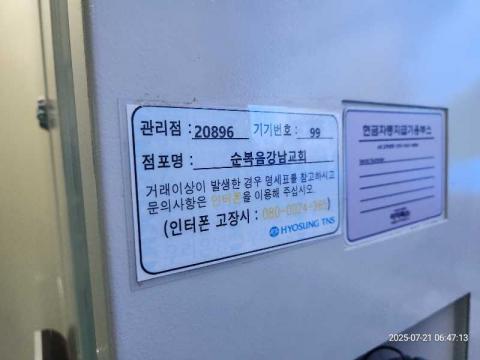 관리점 : 20896 기기번호 : 99
점포명 : 순복음강남교회
거래이상이 발생한 경우 명세표를 참고하시고
문의사항은 인터폰을 이용해 주십시오.
(인터폰 고장시 : 080-0024-365)
HYOSUNG TNS
현금자동지급기용부스
2025-07-21 06:47:13